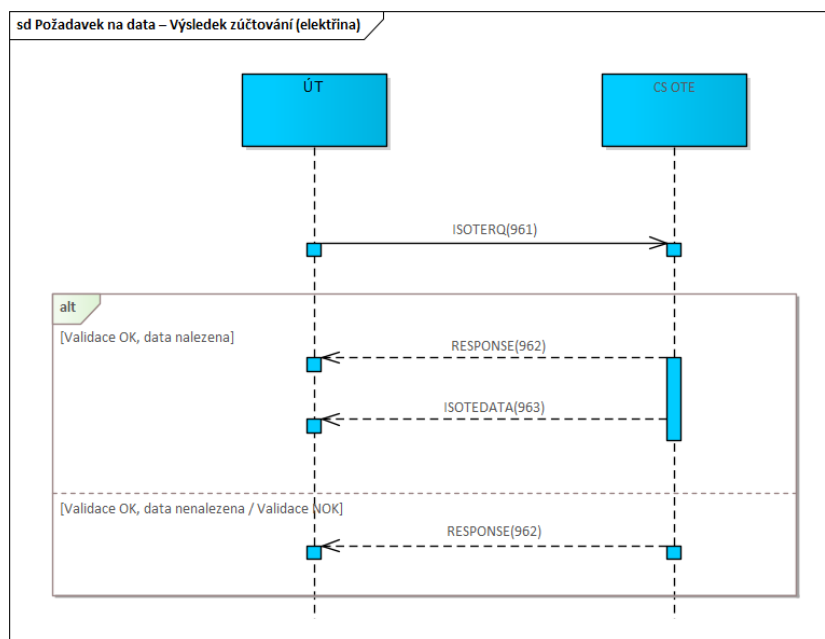 sd Požadavek na data – Výsledek zúčtování (elektřina)
ÚT
CS OTE
ISOTERQ(961)
alt
[Validace OK, data nalezena]
RESPONSE(962)
ISOTEDATA(963)
[Validace OK, data nenalezena / Validace NOK]
RESPONSE(962)